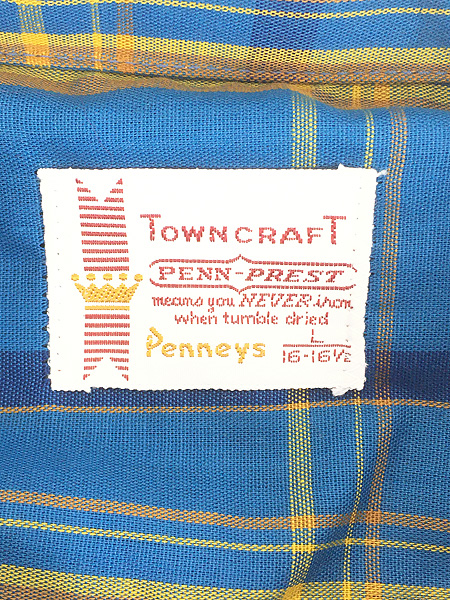 TOWNCRAFT
PENN-PREST
means you NEVER iron
when tumble dried
Penneys L
16-16½